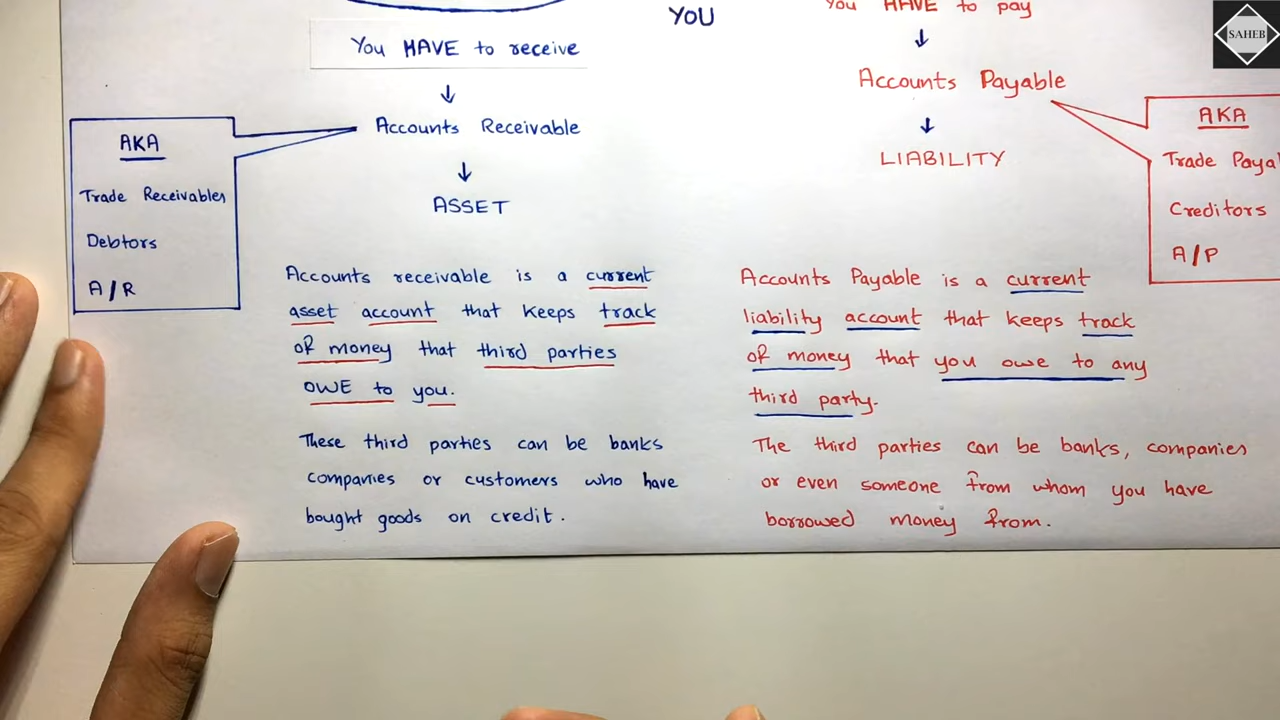 YOU
You HAVE to receive
↓
Accounts Receivable
↓
ASSET
AKA
Trade Receivables
Debtors
A/R
Accounts receivable is a current
asset account that keeps track
of money that third parties
OWE to you.
These third parties can be banks
companies or customers who have
bought goods on credit.
You HAVE to pay
↓
Accounts Payable
↓
LIABILITY
AKA
Trade Paya
Creditors
A/P
Accounts Payable is a current
liability account that keeps track
of money that you owe to any
third party.
The third parties can be banks, companies
or even someone from whom you have
borrowed money from.
SAHEB